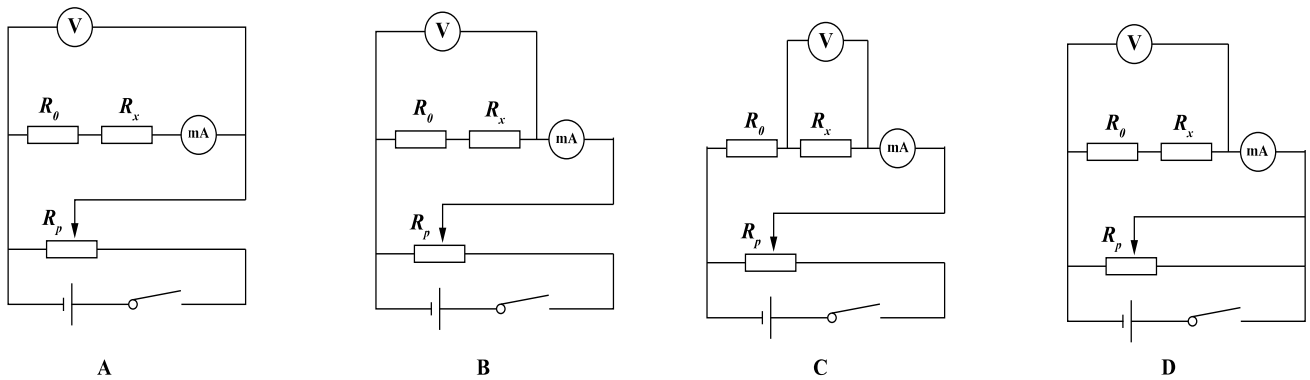 V V V V
R₀ Rₓ mA R₀ Rₓ mA R₀ Rₓ mA R₀ Rₓ mA
Rₚ Rₚ Rₚ Rₚ
A B C D